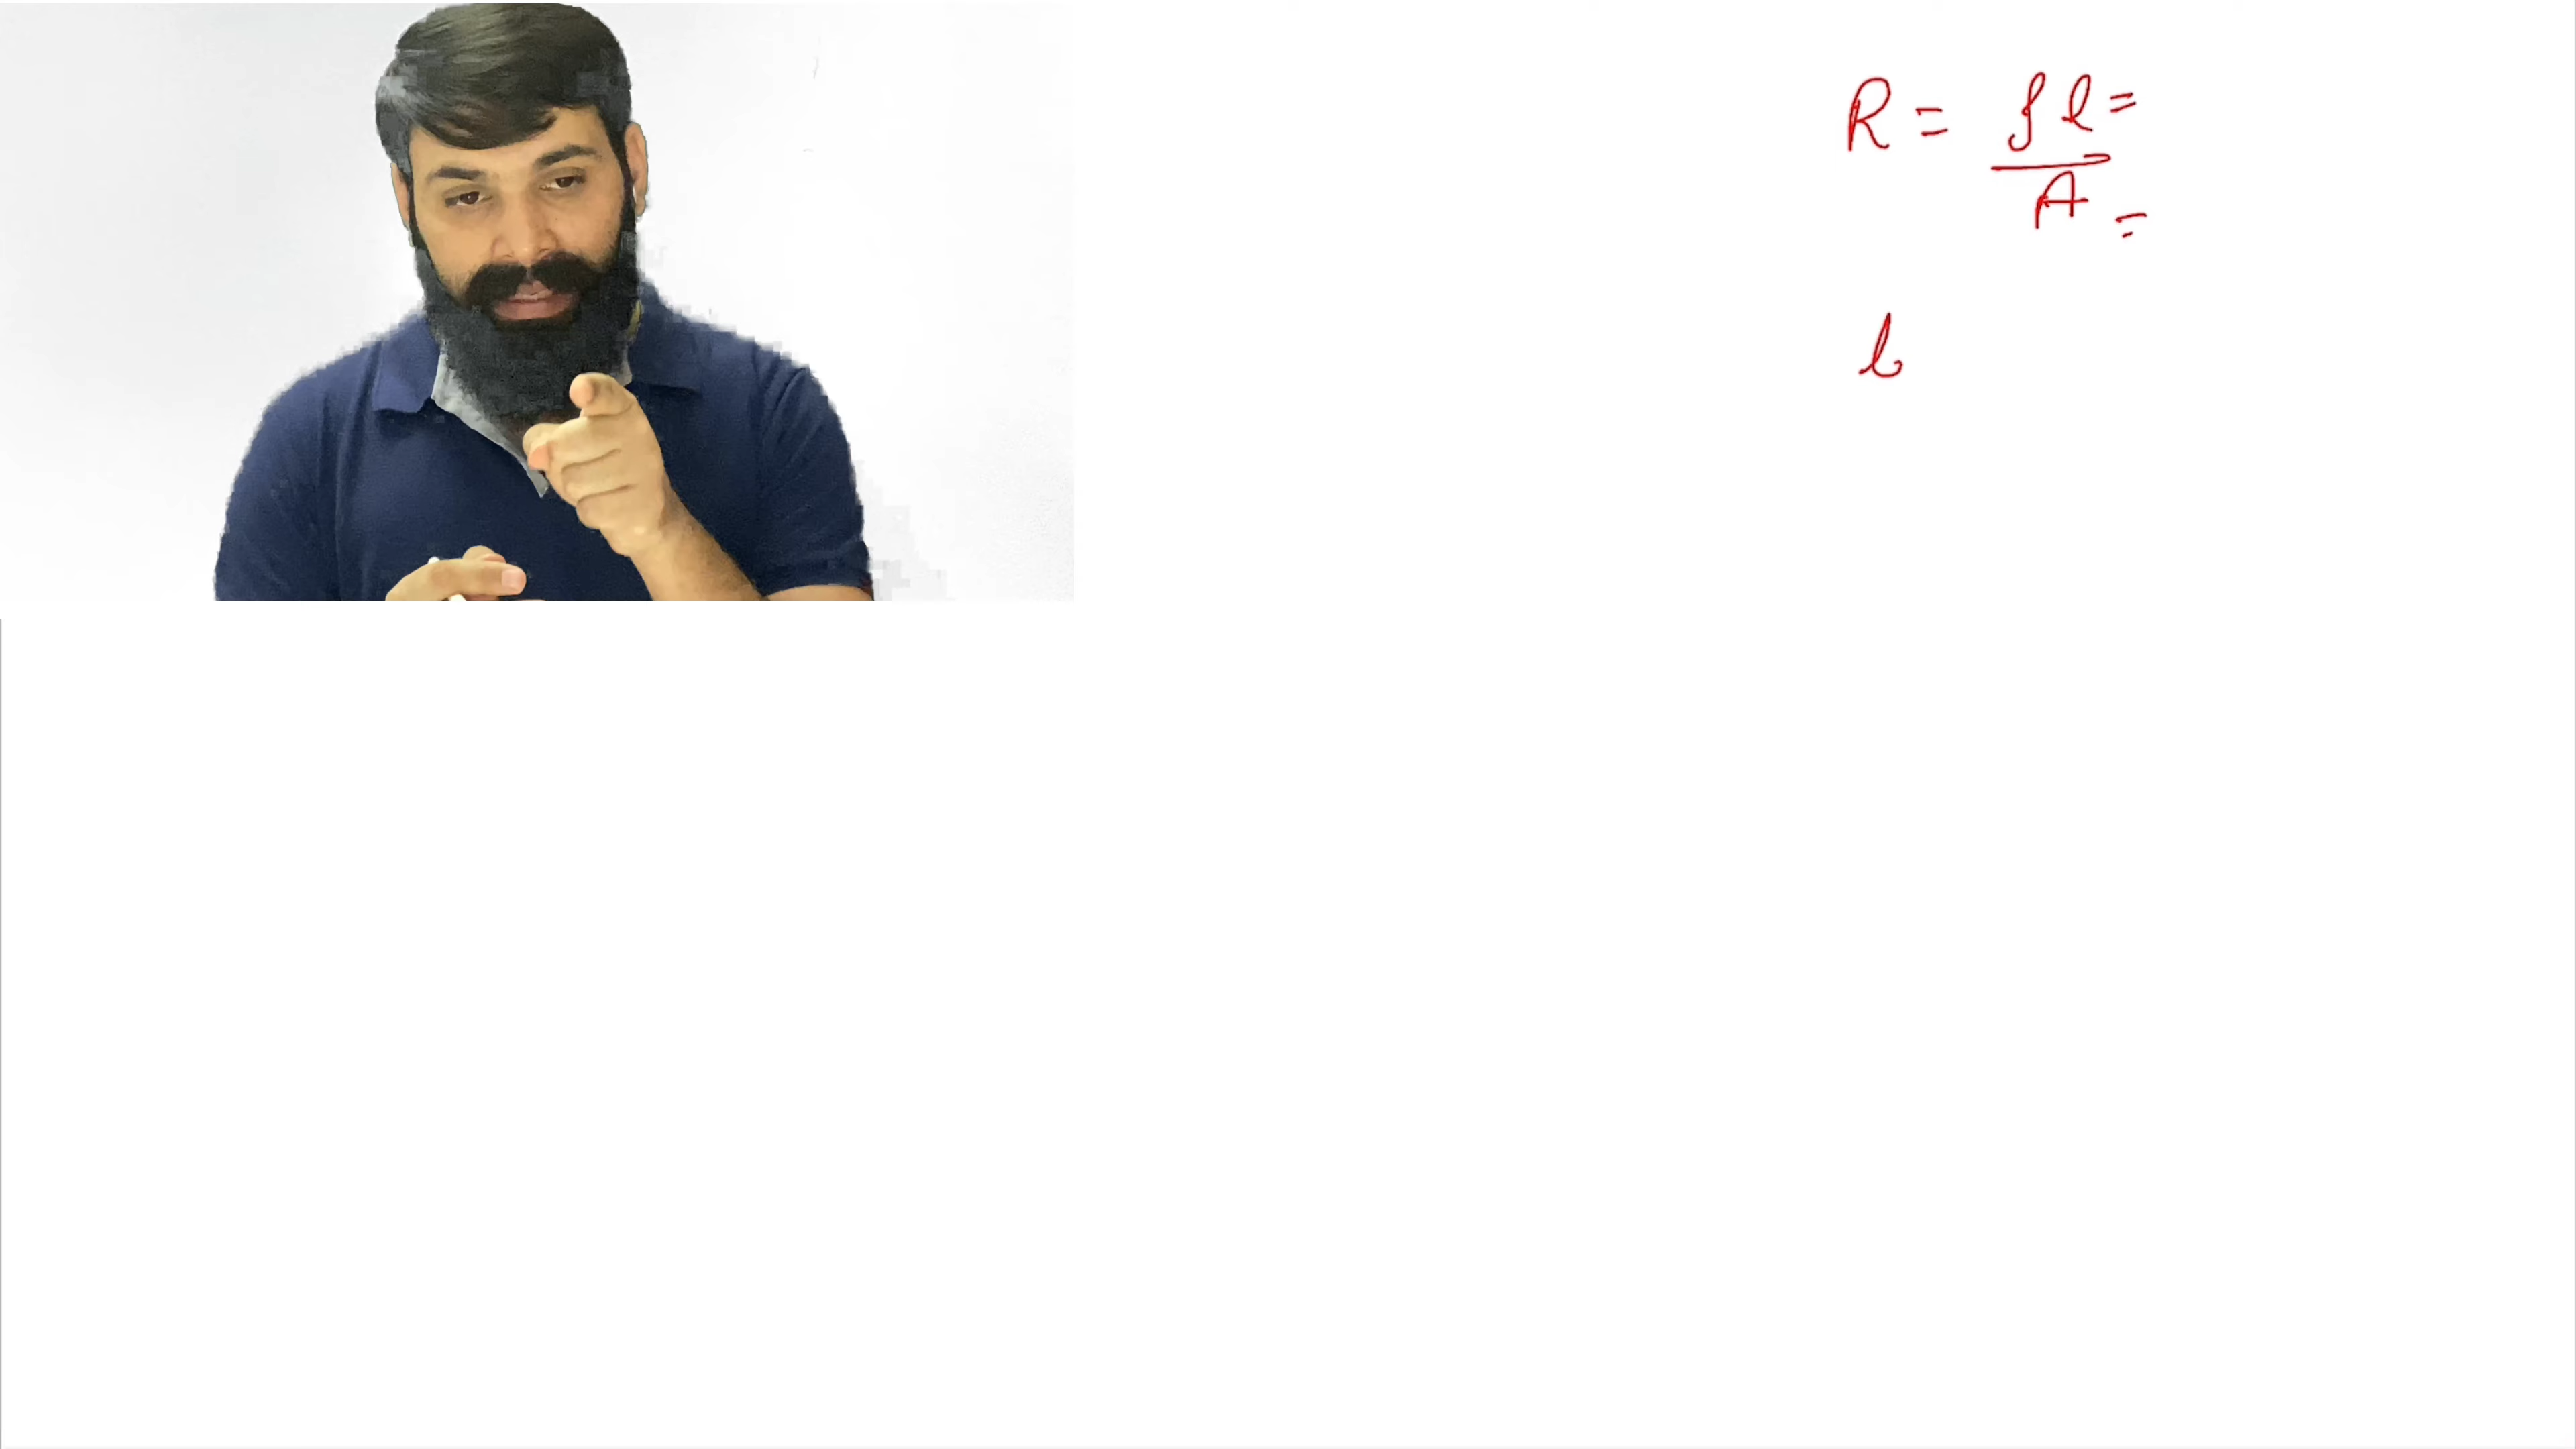 R = ρl=
A =
l